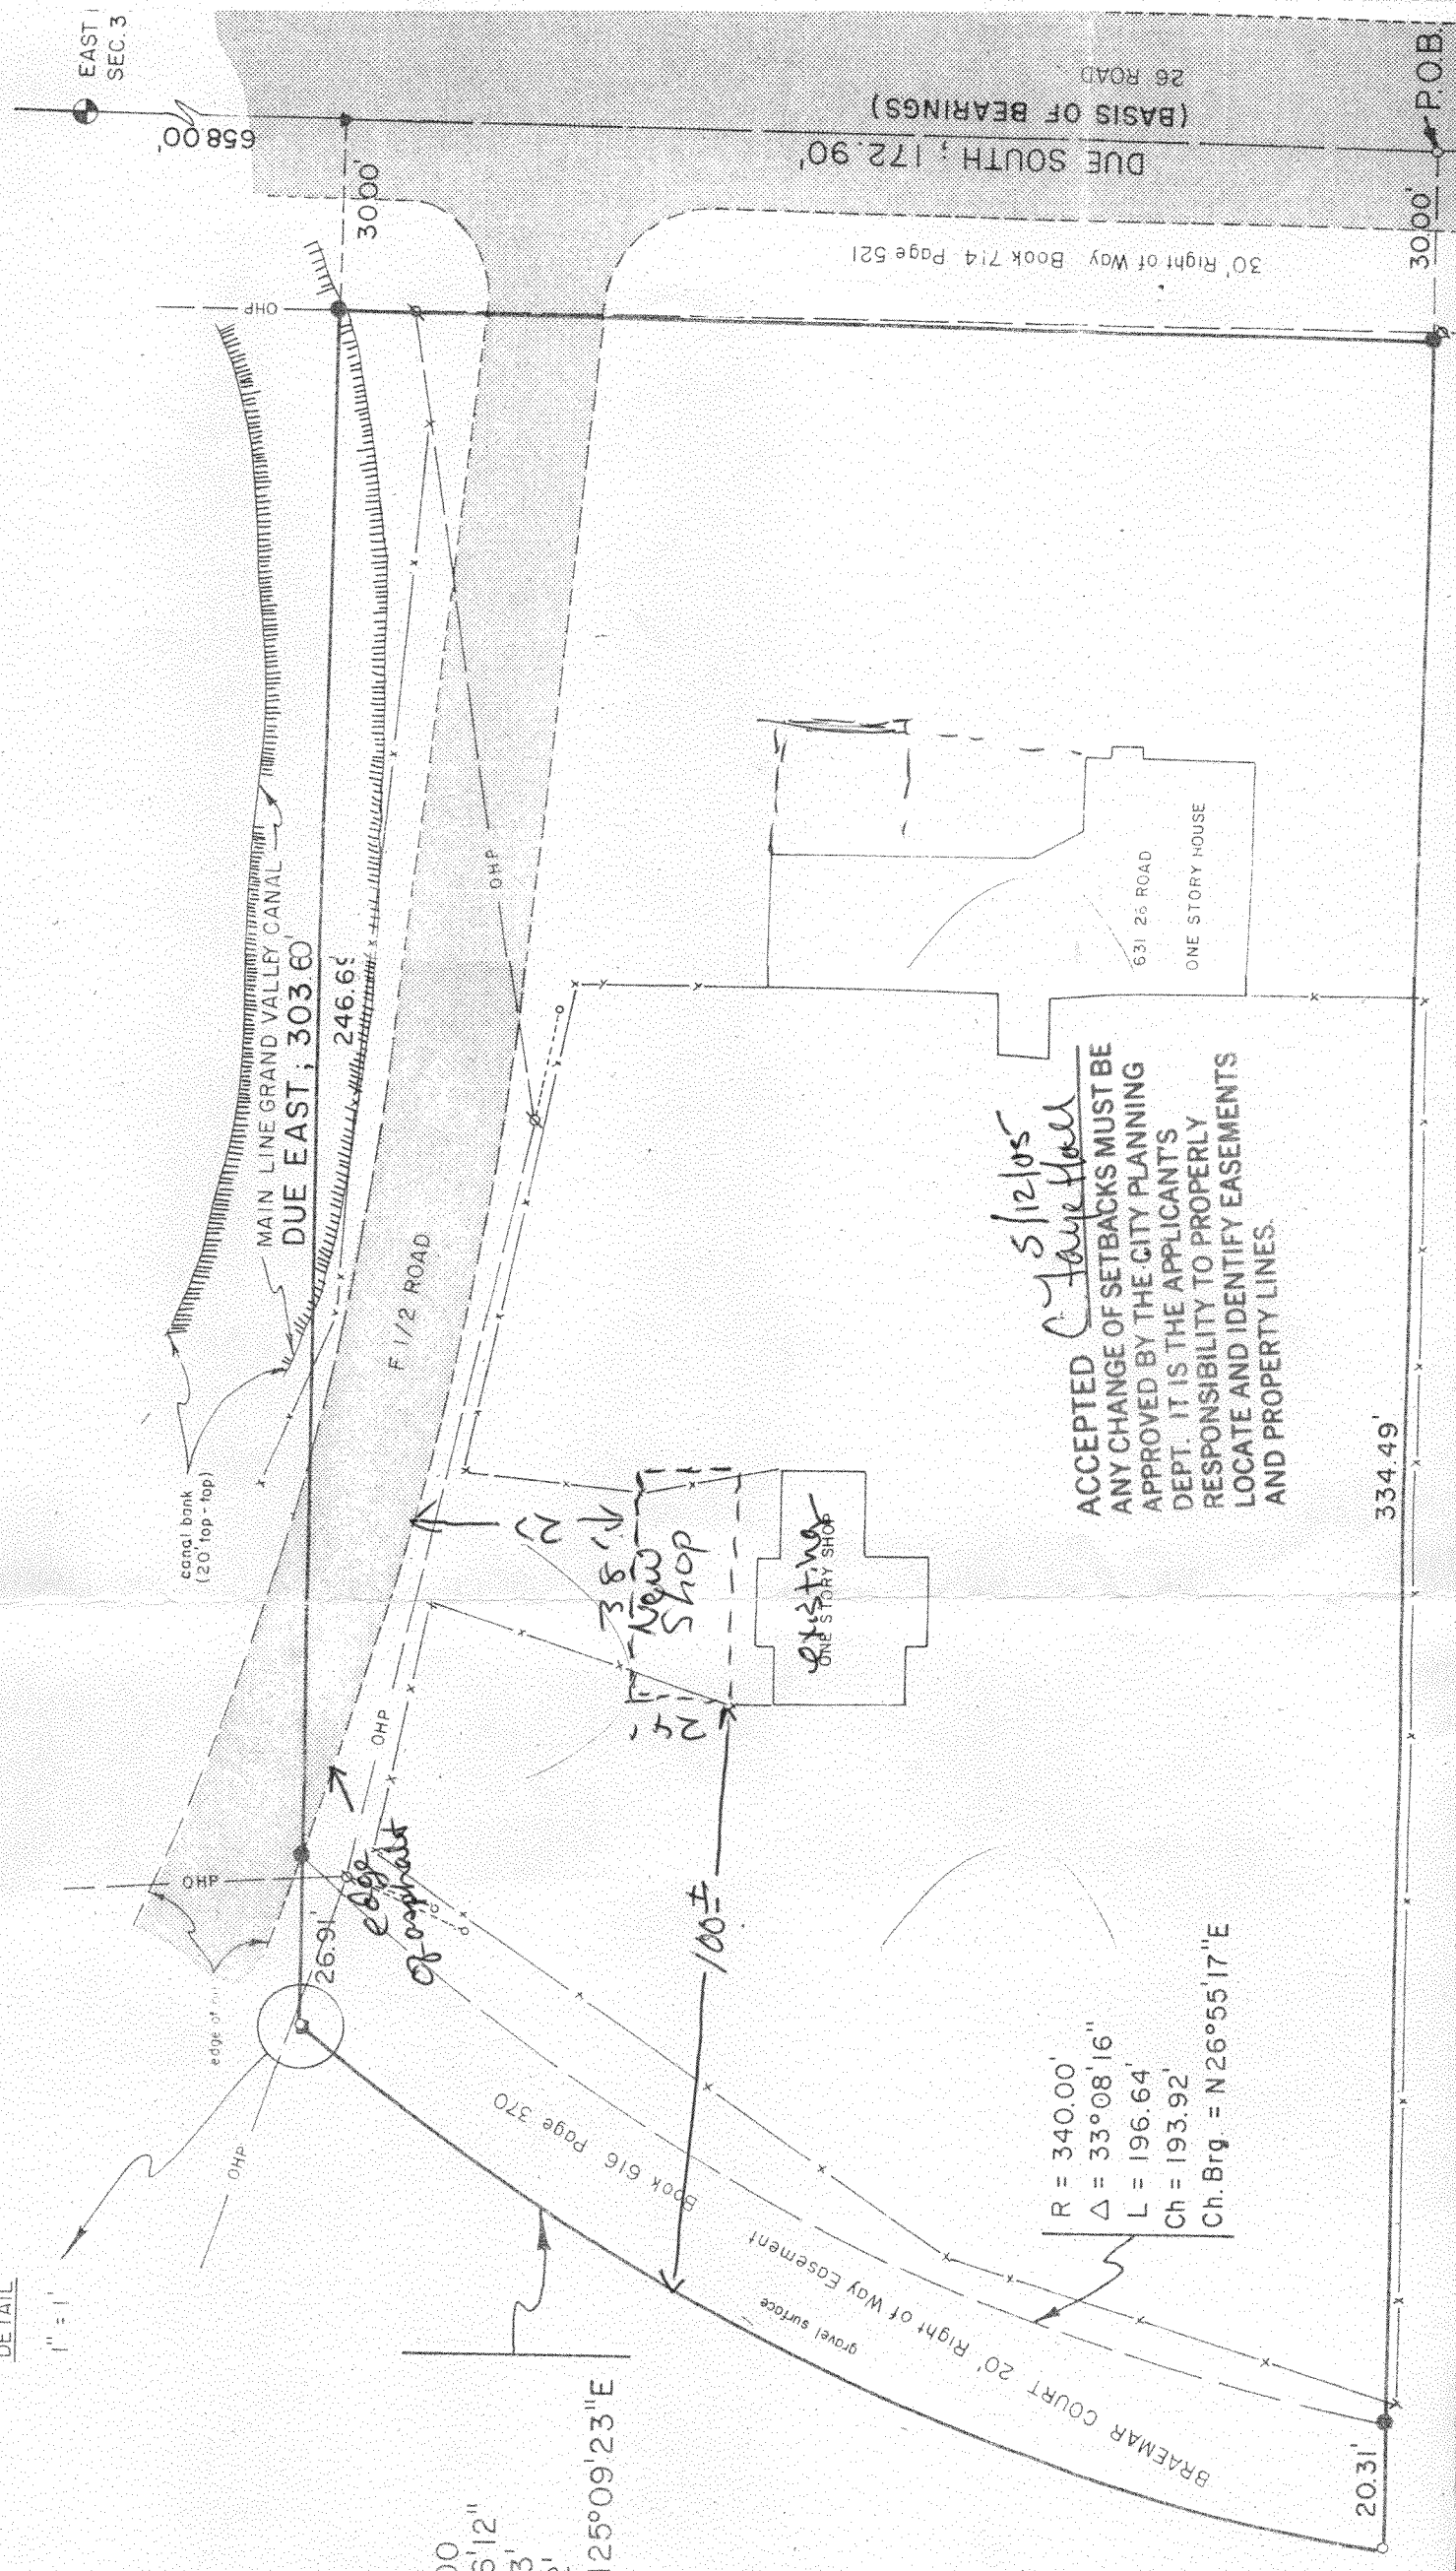 EAST
SEC. 3
658.00'
30.00'
26 ROAD
(BASIS OF BEARINGS)
DUE SOUTH ; 172.90'
P.O.B.
30.00'
30' Right of Way Book 714 Page 521
OHP
MAIN LINE GRAND VALLEY CANAL
DUE EAST ; 303.60'
246.69'
canal bank
(20' top - top)
OHP
F 1/2 ROAD
631 26 ROAD
ONE STORY HOUSE
5/12/05
ACCEPTED C. Faye Hall
ANY CHANGE OF SETBACKS MUST BE
APPROVED BY THE CITY PLANNING
DEPT. IT IS THE APPLICANT'S
RESPONSIBILITY TO PROPERLY
LOCATE AND IDENTIFY EASEMENTS
AND PROPERTY LINES.
334.49'
38'
New
Shop
existing
ONE STORY SHOP
OHP
OHP
edge
of asphalt
26.91'
edge of
100±
OHP
Book 616 Page 370
BRAEMAR COURT 20' Right of Way Easement
gravel surface
R = 340.00'
Δ = 33°08'16"
L = 196.64'
Ch = 193.92'
Ch. Brg. = N26°55'17"E
20.31'
DETAIL
1" = 1'
00
6'12"
3'
25°09'23"E